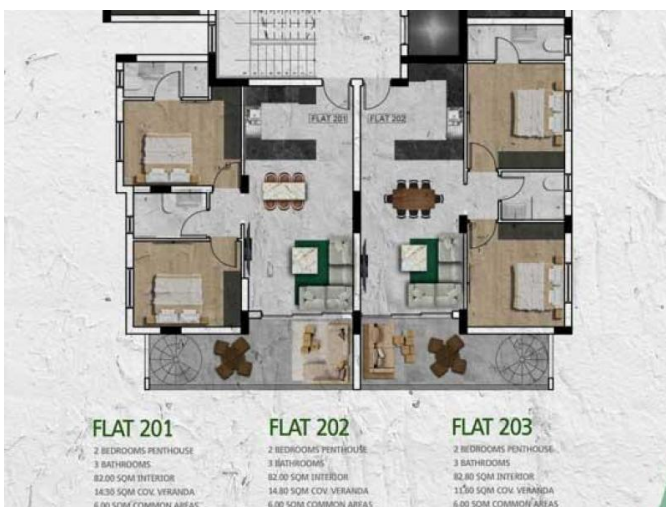 FLAT 201
FLAT 202
FLAT 201
2 BEDROOMS PENTHOUSE
3 BATHROOMS
82.00 SQM INTERIOR
14.30 SQM COV. VERANDA
6.00 SQM COMMON AREAS
FLAT 202
2 BEDROOMS PENTHOUSE
3 BATHROOMS
82.00 SQM INTERIOR
14.80 SQM COV. VERANDA
6.00 SQM COMMON AREAS
FLAT 203
2 BEDROOMS PENTHOUSE
3 BATHROOMS
82.80 SQM INTERIOR
11.60 SQM COV. VERANDA
6.00 SQM COMMON AREAS